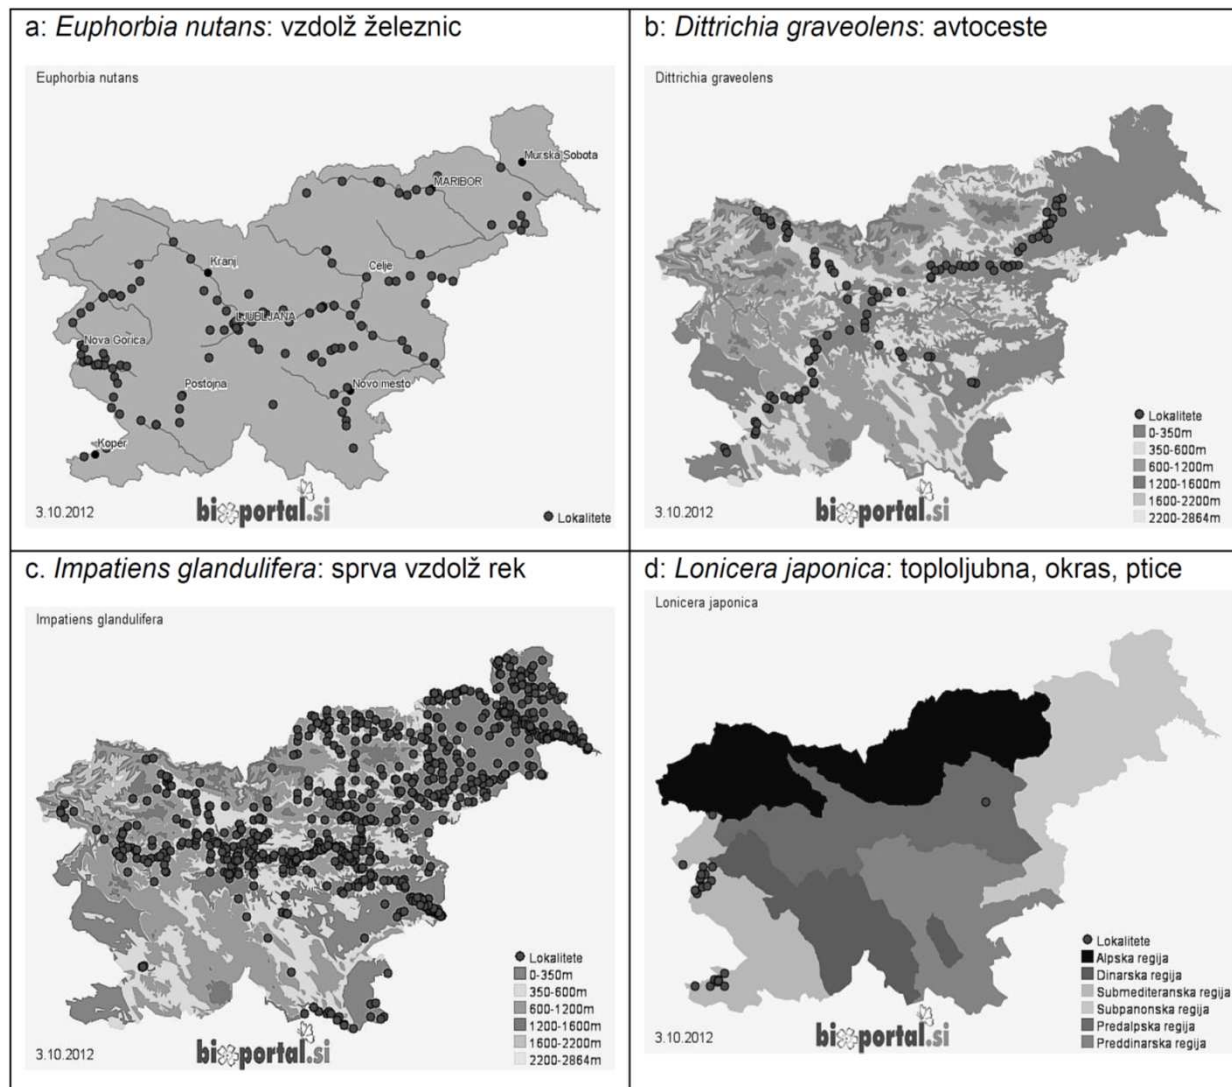 a: Euphorbia nutans: vzdolž železnic
Euphorbia nutans
Murska Sobota
MARIBOR
Kranj
Celje
LJUBLJANA
Nova Gorica
Postojna
Novo mesto
Koper
3.10.2012
bioportal.si
Lokalitete
b: Dittrichia graveolens: avtoceste
Dittrichia graveolens
Lokalitete
0-350m
350-600m
600-1200m
1200-1600m
1600-2200m
2200-2864m
3.10.2012
bioportal.si
c. Impatiens glandulifera: sprva vzdolž rek
Impatiens glandulifera
Lokalitete
0-350m
350-600m
600-1200m
1200-1600m
1600-2200m
2200-2864m
3.10.2012
bioportal.si
d: Lonicera japonica: toploljubna, okras, ptice
Lonicera japonica
Lokalitete
Alpska regija
Dinarska regija
Submediteranska regija
Subpanonska regija
Predalpska regija
Preddinarska regija
3.10.2012
bioportal.si